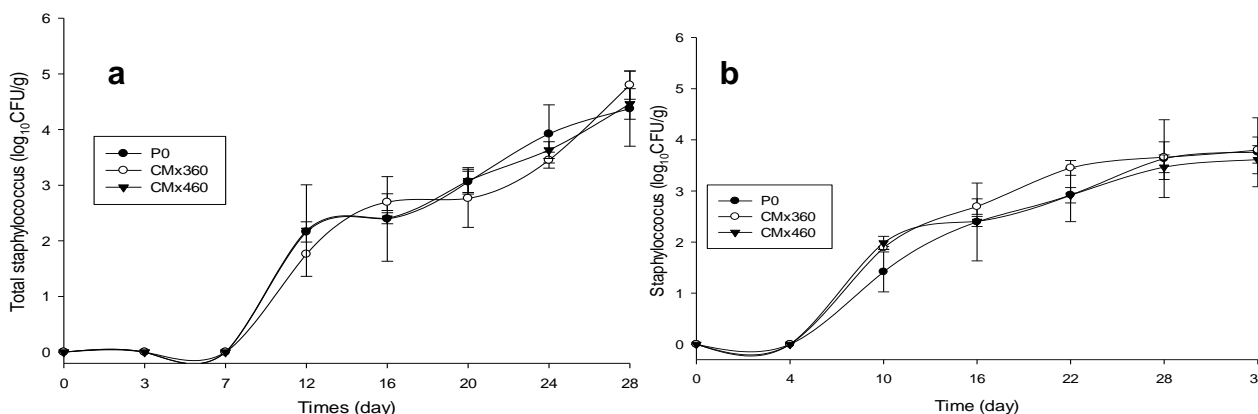 a
Total staphylococcus (log10CFU/g)
6
5
4
3
2
1
0
P0
CMx360
CMx460
0 3 7 12 16 20 24 28
Times (day)
b
Staphylococcus (log10CFU/g)
6
5
4
3
2
1
0
P0
CMx360
CMx460
0 4 10 16 22 28
Time (day)